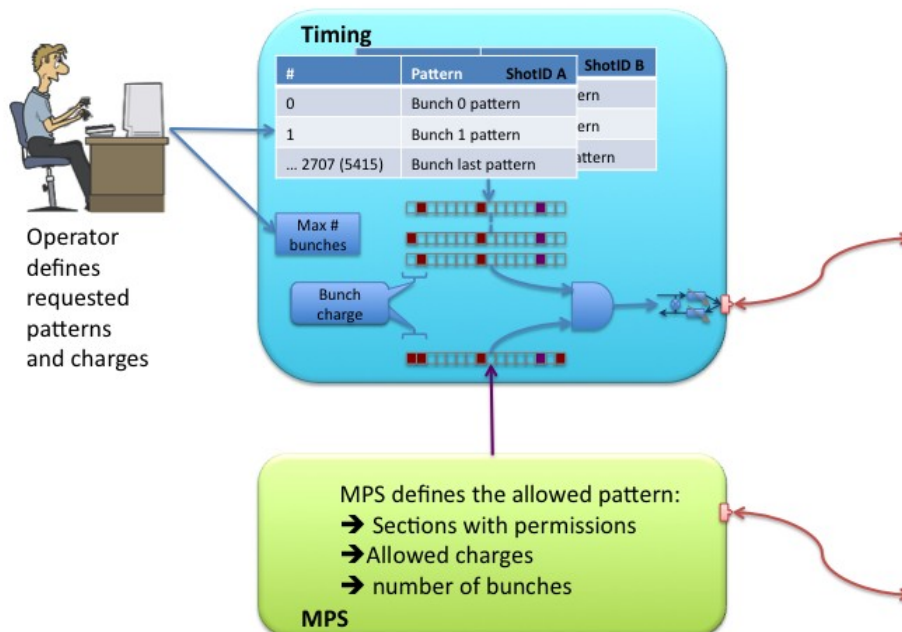 Timing
ShotID B
# Pattern ShotID A
0 Bunch 0 pattern ern
1 Bunch 1 pattern ern
... 2707 (5415) Bunch last pattern attern
Max #
bunches
Operator
defines
requested
patterns
and charges
Bunch
charge
MPS defines the allowed pattern:
➔ Sections with permissions
➔Allowed charges
➔ number of bunches
MPS